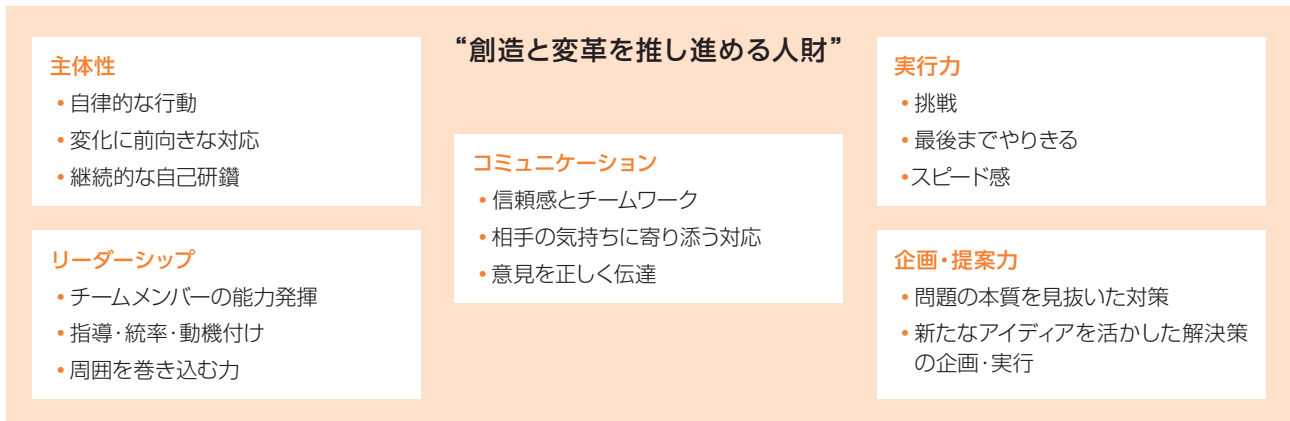 “創造と変革を推し進める人財”
主体性
•自律的な行動
•変化に前向きな対応
•継続的な自己研鑽
リーダーシップ
•チームメンバーの能力発揮
•指導・統率・動機付け
•周囲を巻き込む力
コミュニケーション
•信頼感とチームワーク
•相手の気持ちに寄り添う対応
•意見を正しく伝達
実行力
•挑戦
•最後までやりきる
•スピード感
企画・提案力
•問題の本質を見抜いた対策
•新たなアイディアを活かした解決策
の企画・実行